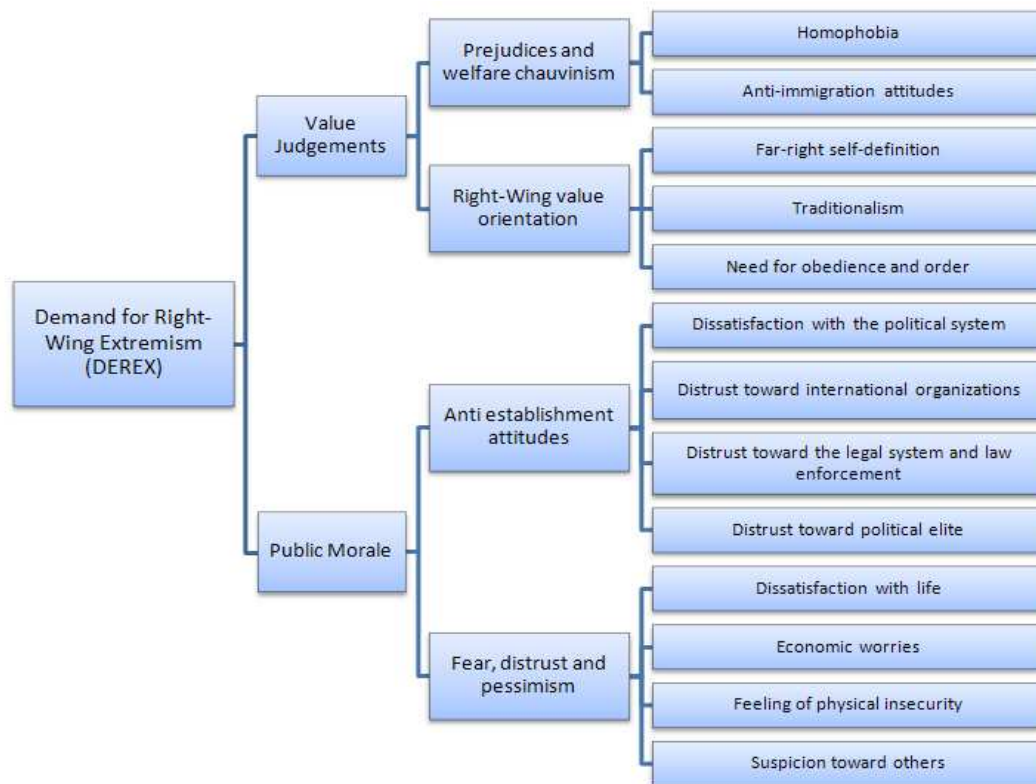 Demand for Right-
Wing Extremism
(DEREX)
Value
Judgements
Public Morale
Prejudices and
welfare chauvinism
Right-Wing value
orientation
Anti establishment
attitudes
Fear, distrust and
pessimism
Homophobia
Anti-immigration attitudes
Far-right self-definition
Traditionalism
Need for obedience and order
Dissatisfaction with the political system
Distrust toward international organizations
Distrust toward the legal system and law
enforcement
Distrust toward political elite
Dissatisfaction with life
Economic worries
Feeling of physical insecurity
Suspicion toward others